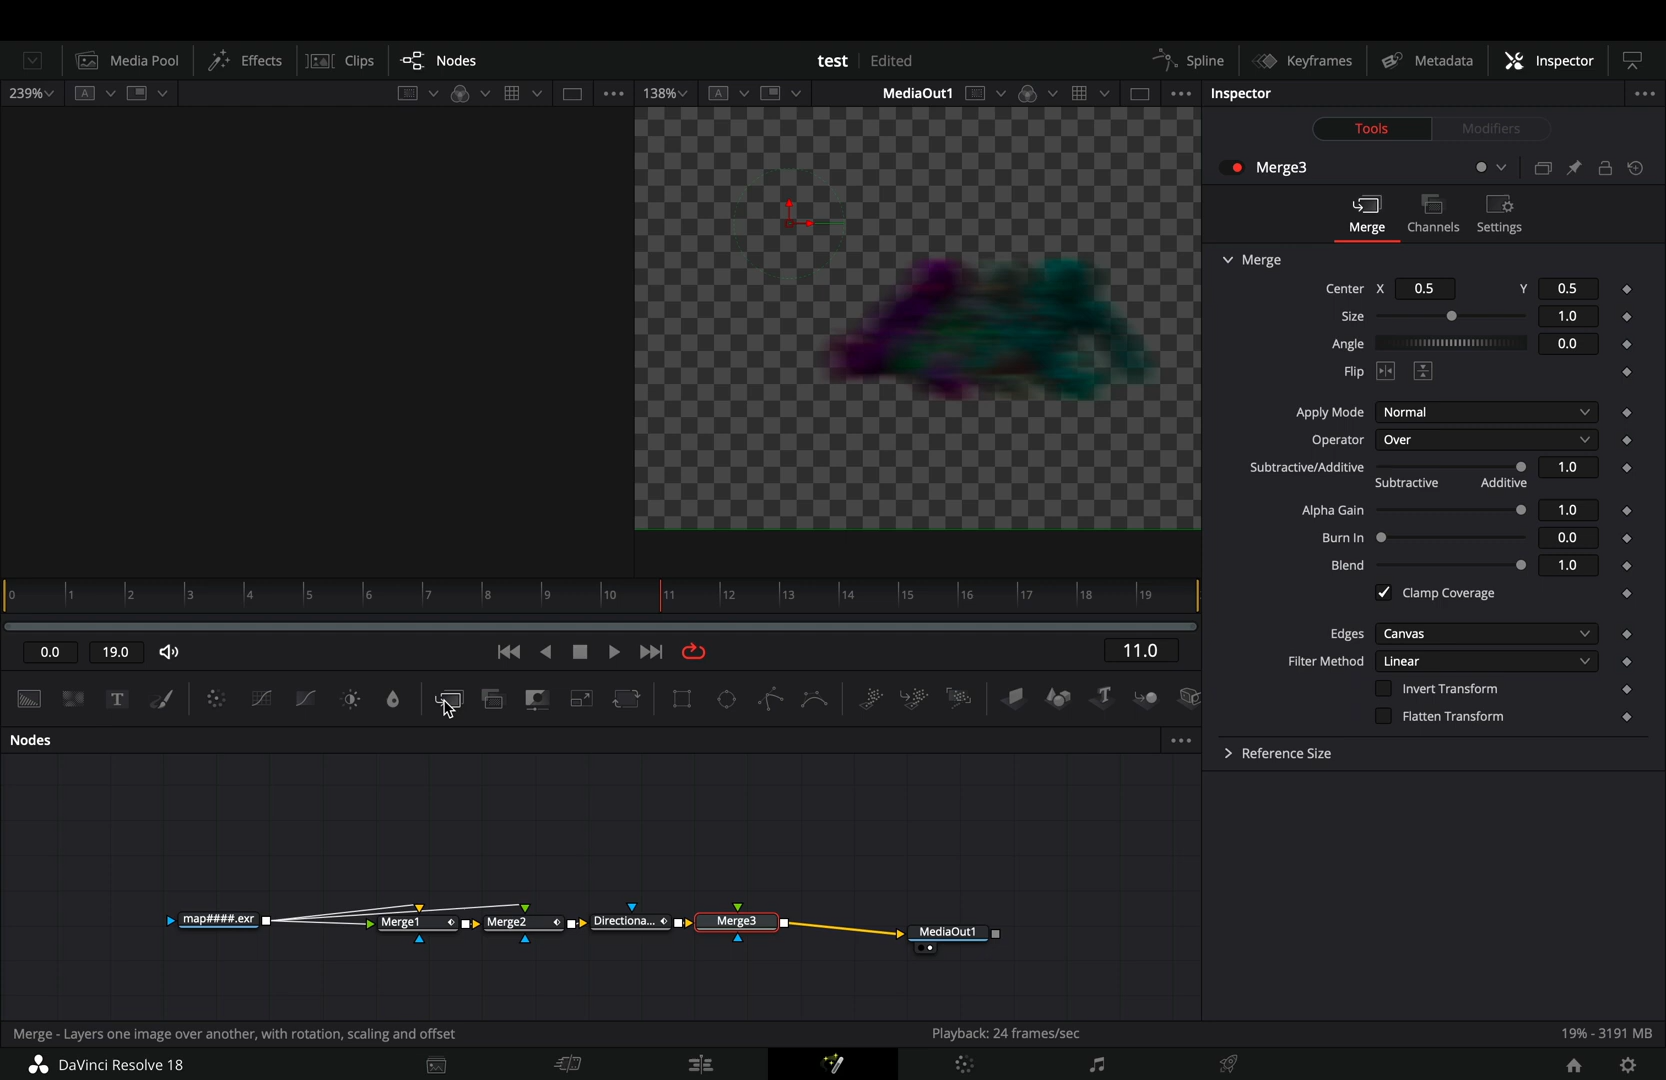 Media Pool Effects Clips Nodes test Edited Spline Keyframes Metadata Inspector
239% A 138% A MediaOut1 Inspector
Tools Modifiers
Merge3
Merge Channels Settings
Merge
Center X 0.5 Y 0.5
Size 1.0
Angle 0.0
Flip
Apply Mode Normal
Operator Over
Subtractive/Additive 1.0
Subtractive Additive
Alpha Gain 1.0
Burn In 0.0
Blend 1.0
Clamp Coverage
Edges Canvas
Filter Method Linear
Invert Transform
Flatten Transform
Reference Size
0 1 2 3 4 5 6 7 8 9 10 11 12 13 14 15 16 17 18 19
0.0 19.0 11.0
T T
Nodes
map####.exr Merge1 Merge2 Directiona... Merge3 MediaOut1
Merge - Layers one image over another, with rotation, scaling and offset Playback: 24 frames/sec 19% - 3191 MB
DaVinci Resolve 18